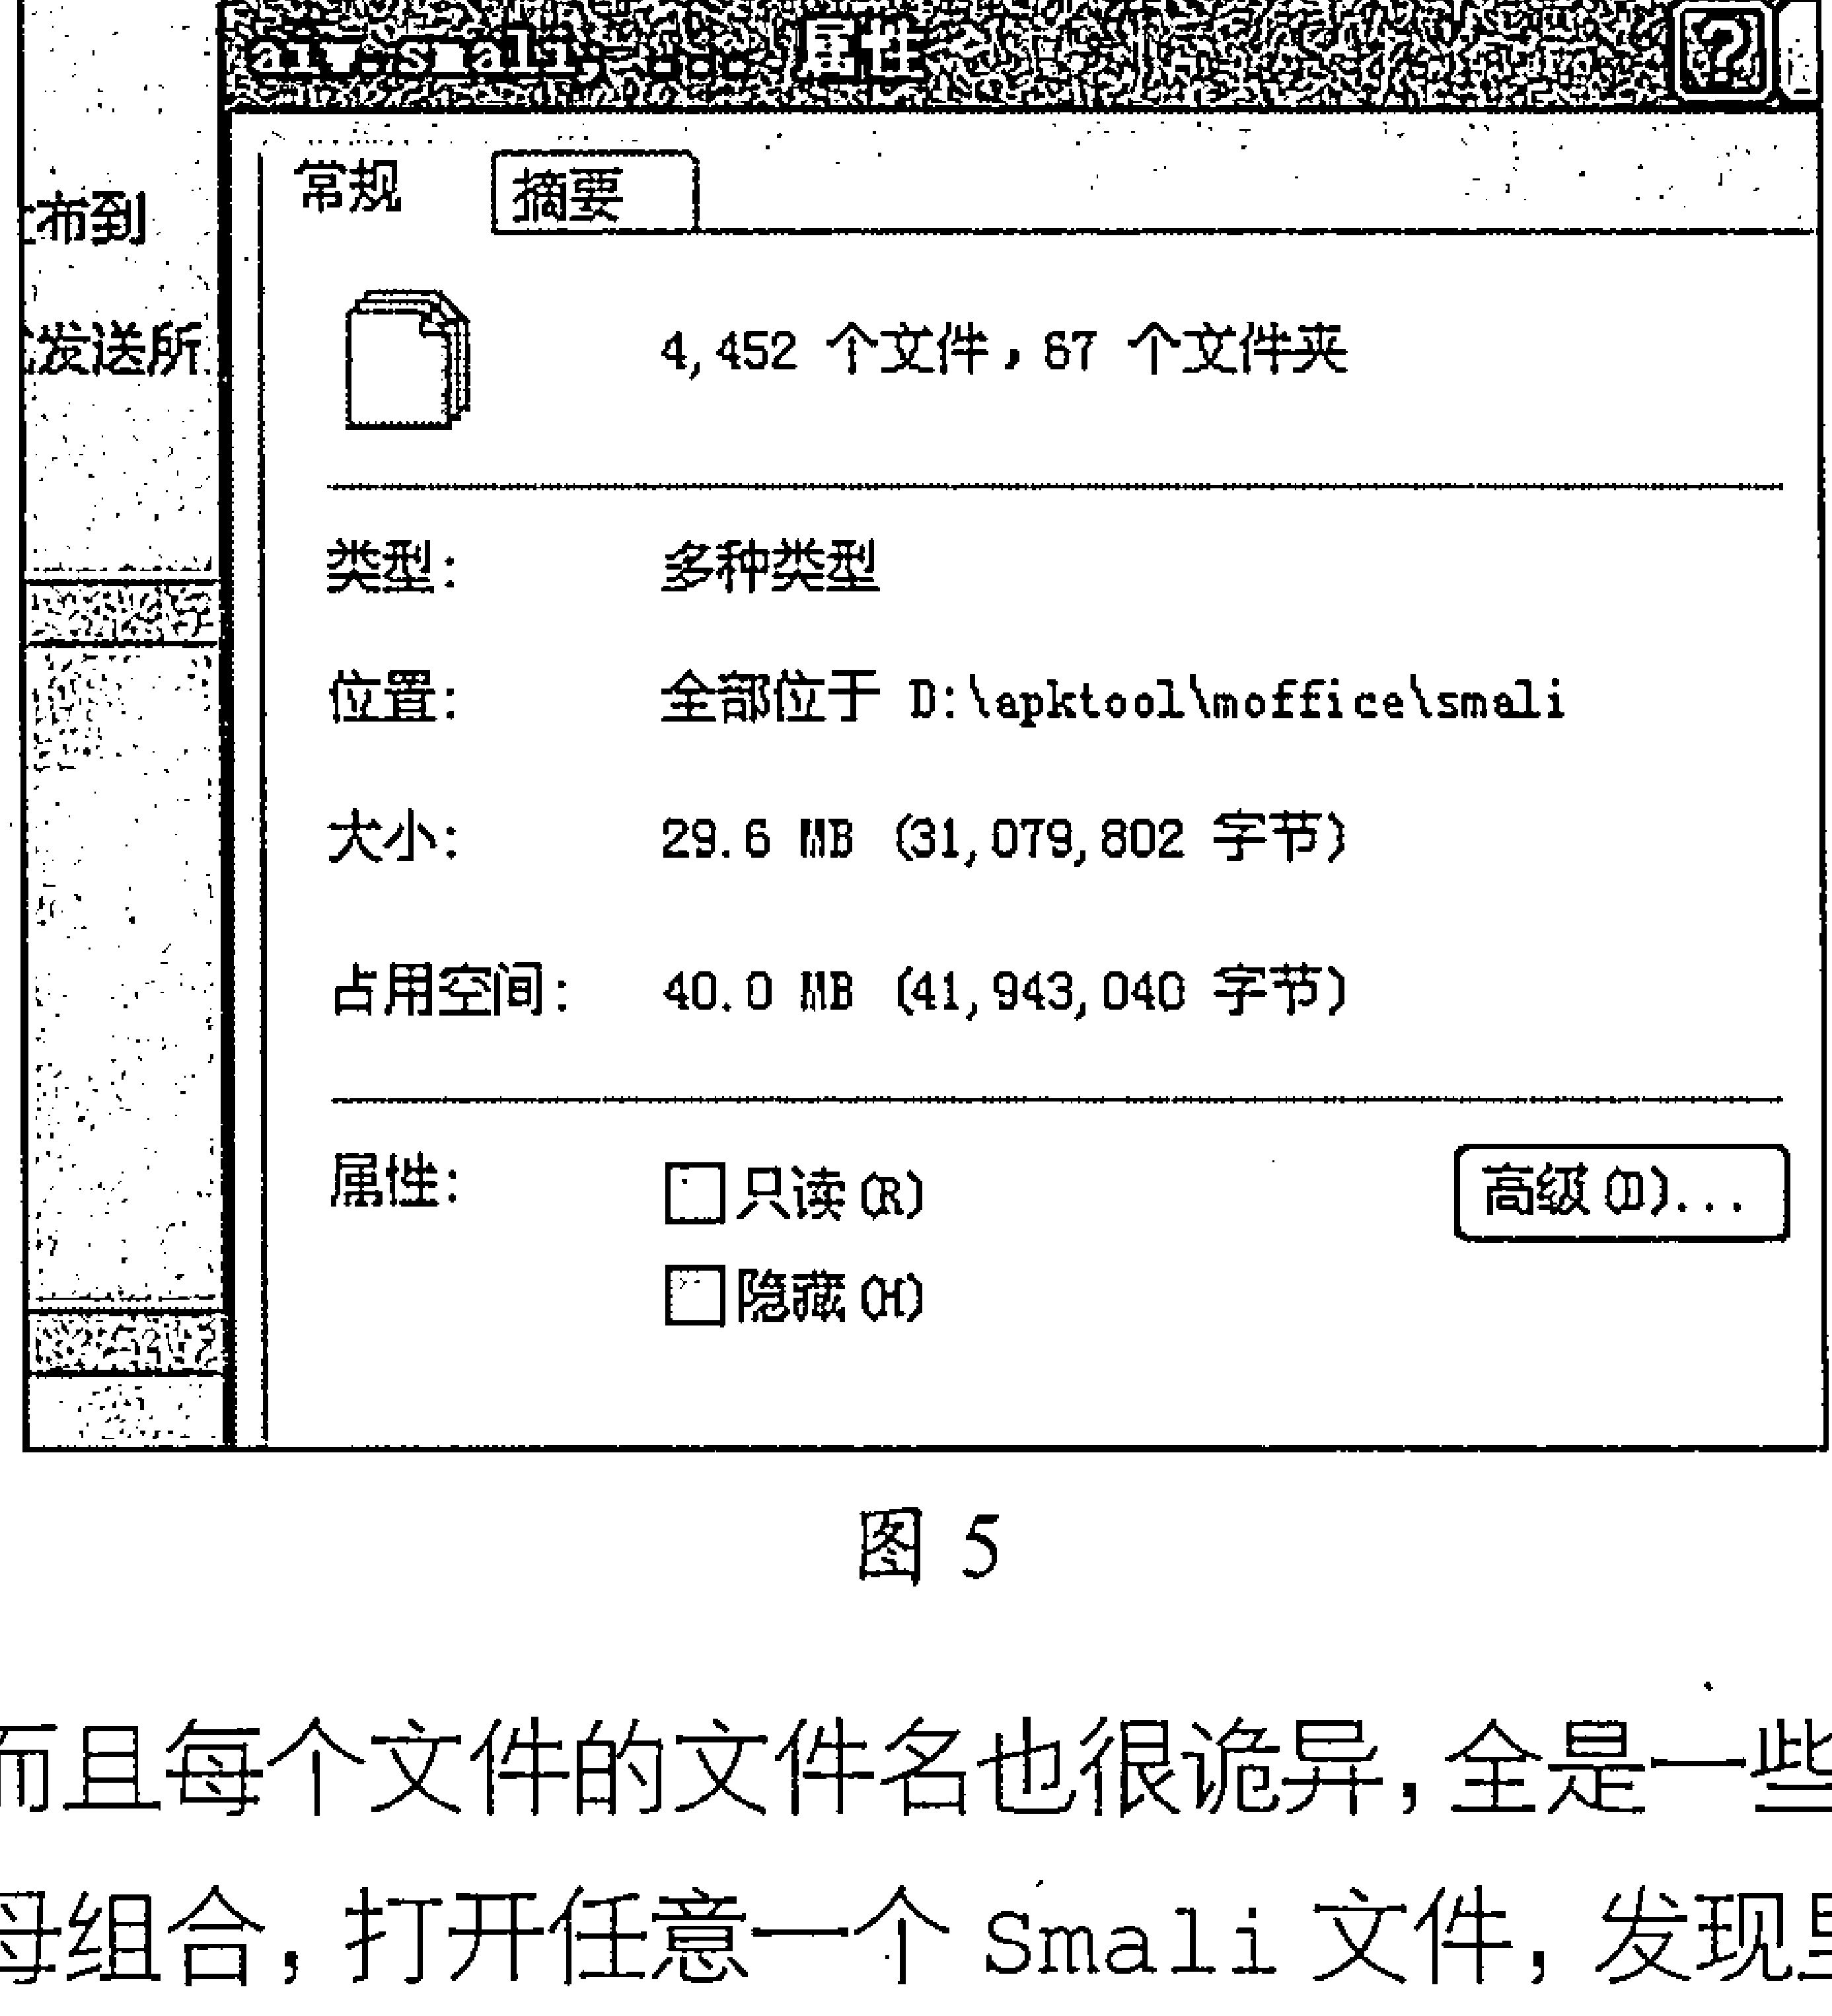 aiv.smali, ... 属性
常规
摘要
布到
发送所
4,452 个文件，67 个文件夹
类型: 多种类型
位置: 全部位于 D:\apktool\moffice\smali
大小: 29.6 MB (31,079,802 字节)
占用空间: 40.0 MB (41,943,040 字节)
属性: 只读(R) 高级(D)...
隐藏(H)
图 5
而且每个文件的文件名也很诡异，全是一些
母组合，打开任意一个 Smali 文件，发现里